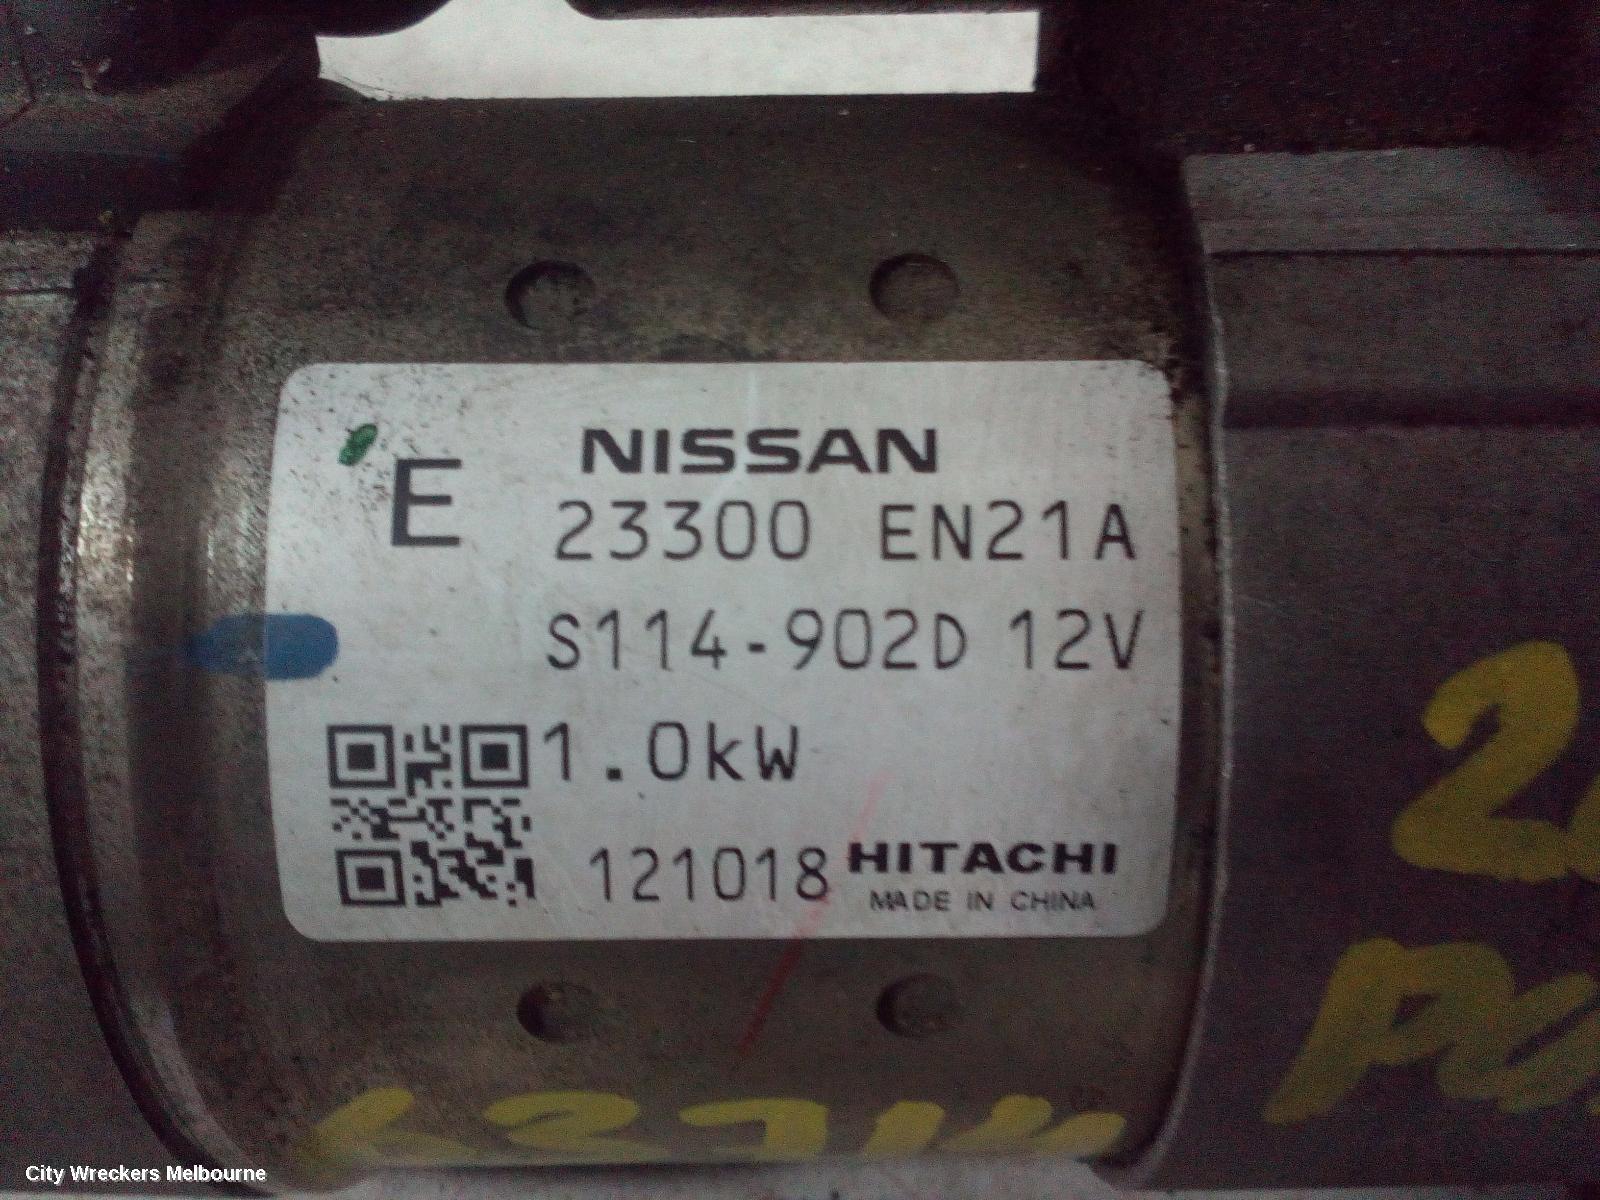 NISSAN
E
23300 EN21A
S114-902D 12V
1.0kW
121018 HITACHI
MADE IN CHINA
City Wreckers Melbourne